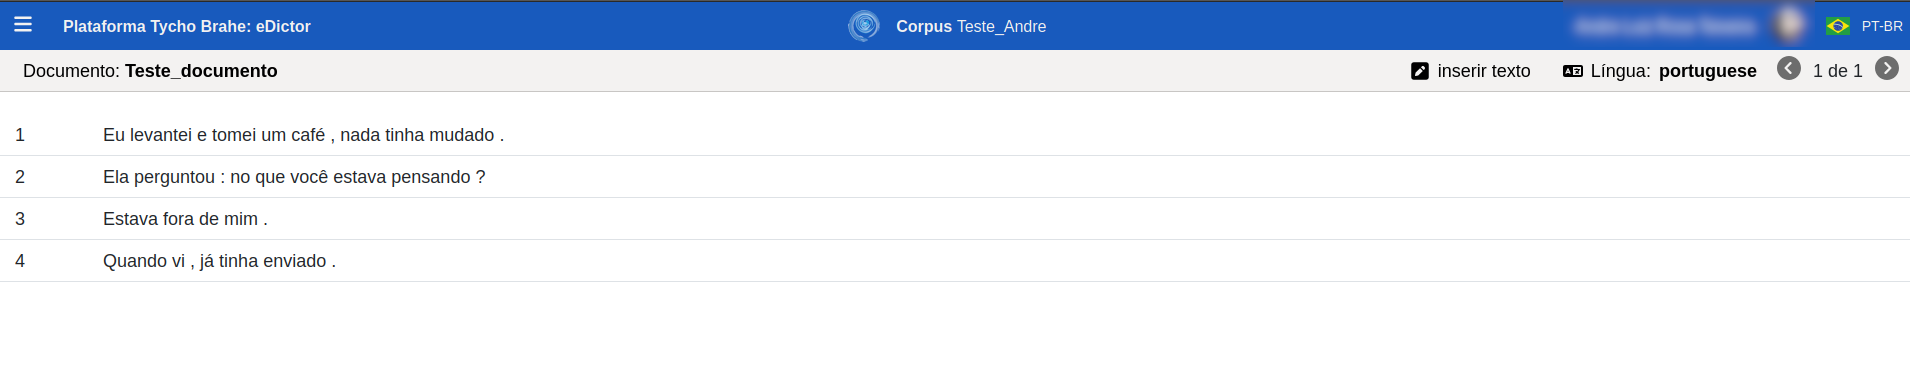 Plataforma Tycho Brahe: eDictor Corpus Teste_Andre PT-BR
Documento: Teste_documento inserir texto Língua: portuguese 1 de 1
1 Eu levantei e tomei um café , nada tinha mudado .
2 Ela perguntou : no que você estava pensando ?
3 Estava fora de mim .
4 Quando vi , já tinha enviado .